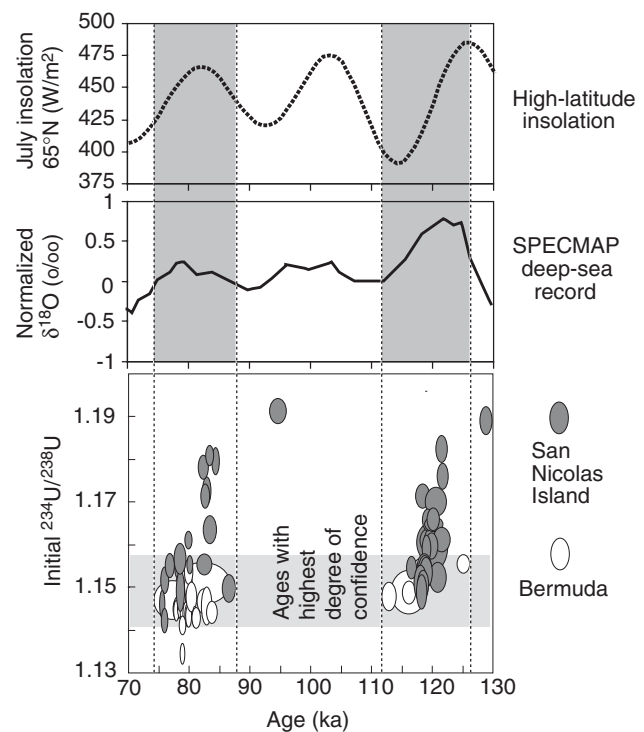 500
475
450
425
400
375
July insolation
65°N (W/m2)
High-latitude
insolation
1
0.5
0
-0.5
-1
Normalized
δ18O (o/oo)
SPECMAP
deep-sea
record
1.19
1.17
1.15
1.13
Initial 234U/238U
Ages with
highest
degree of
confidence
San
Nicolas
Island
Bermuda
70 80 90 100 110 120 130
Age (ka)